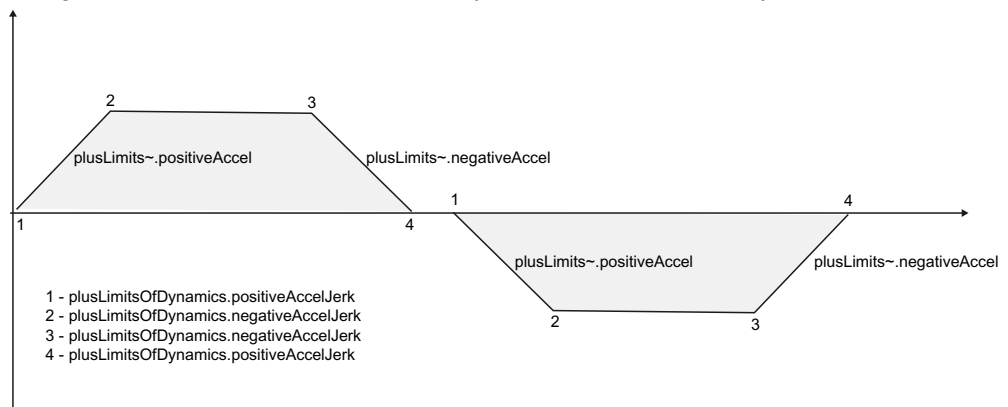 2
3
plusLimits~.positiveAccel
plusLimits~.negativeAccel
1
4
1
4
plusLimits~.positiveAccel
plusLimits~.negativeAccel
2
3
1 - plusLimitsOfDynamics.positiveAccelJerk
2 - plusLimitsOfDynamics.negativeAccelJerk
3 - plusLimitsOfDynamics.negativeAccelJerk
4 - plusLimitsOfDynamics.positiveAccelJerk